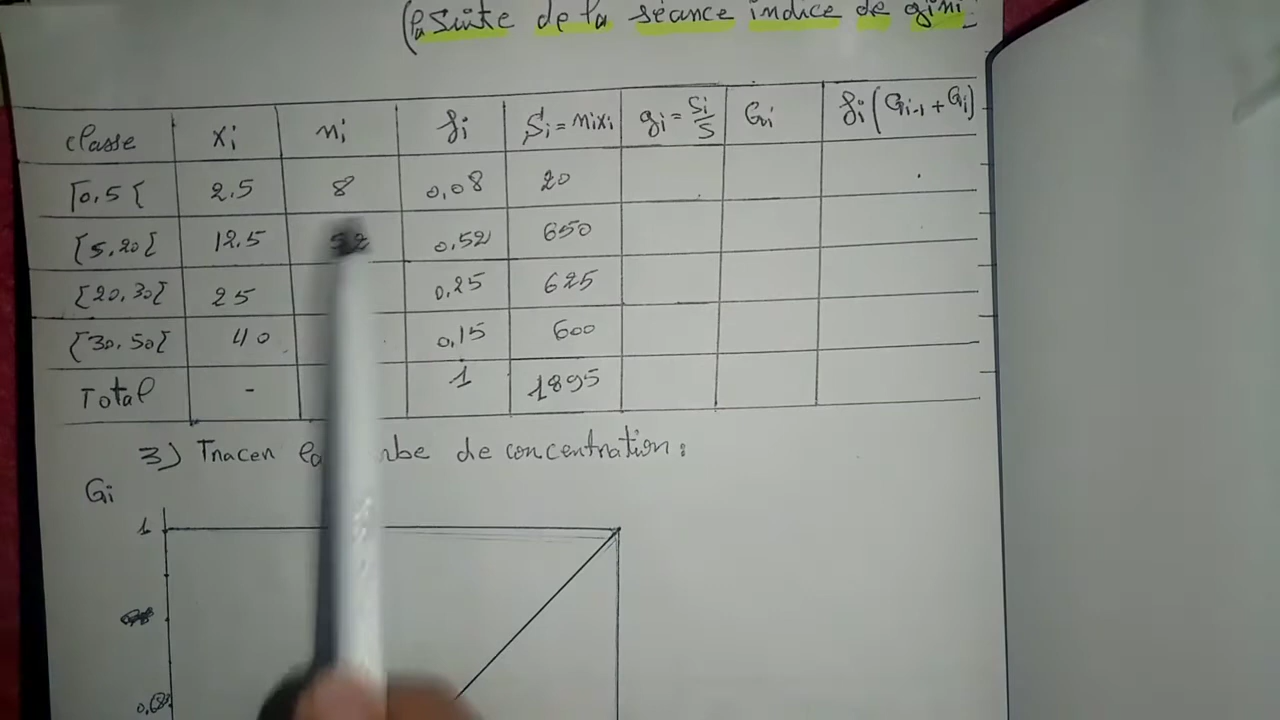 (la suite de la séance indice de gini
classe xi ni fi Si = nixi gi = Si/S Gi fi(Gi-1 + Gi)
[0,5[ 2.5 8 0,08 20
[5,20[ 12.5 52 0,52 650
[20,30[ 25 0,25 625
[30,50[ 40 0,15 600
Total - 1 1895
3) Tracer la rbe de concentration:
Gi
1